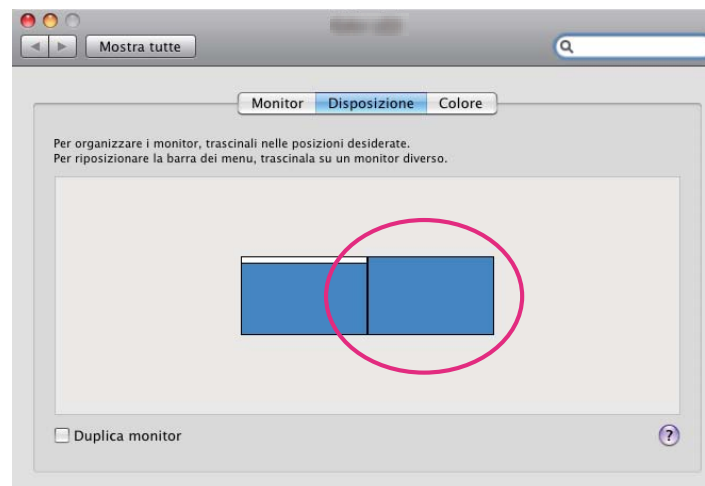 Mostra tutte
Monitor Disposizione Colore
Per organizzare i monitor, trascinali nelle posizioni desiderate.
Per riposizionare la barra dei menu, trascinala su un monitor diverso.
Duplica monitor
?